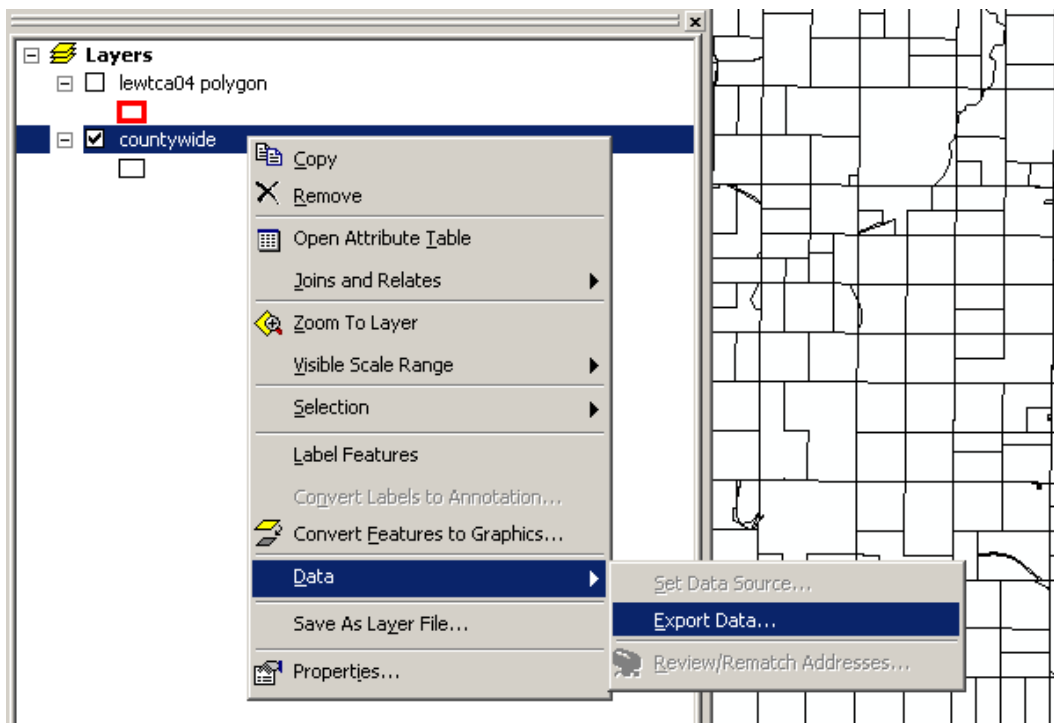 Layers
lewtca04 polygon
countywide
Copy
Remove
Open Attribute Table
Joins and Relates
Zoom To Layer
Visible Scale Range
Selection
Label Features
Convert Labels to Annotation...
Convert Features to Graphics...
Data
Set Data Source...
Export Data...
Save As Layer File...
Review/Rematch Addresses...
Properties...